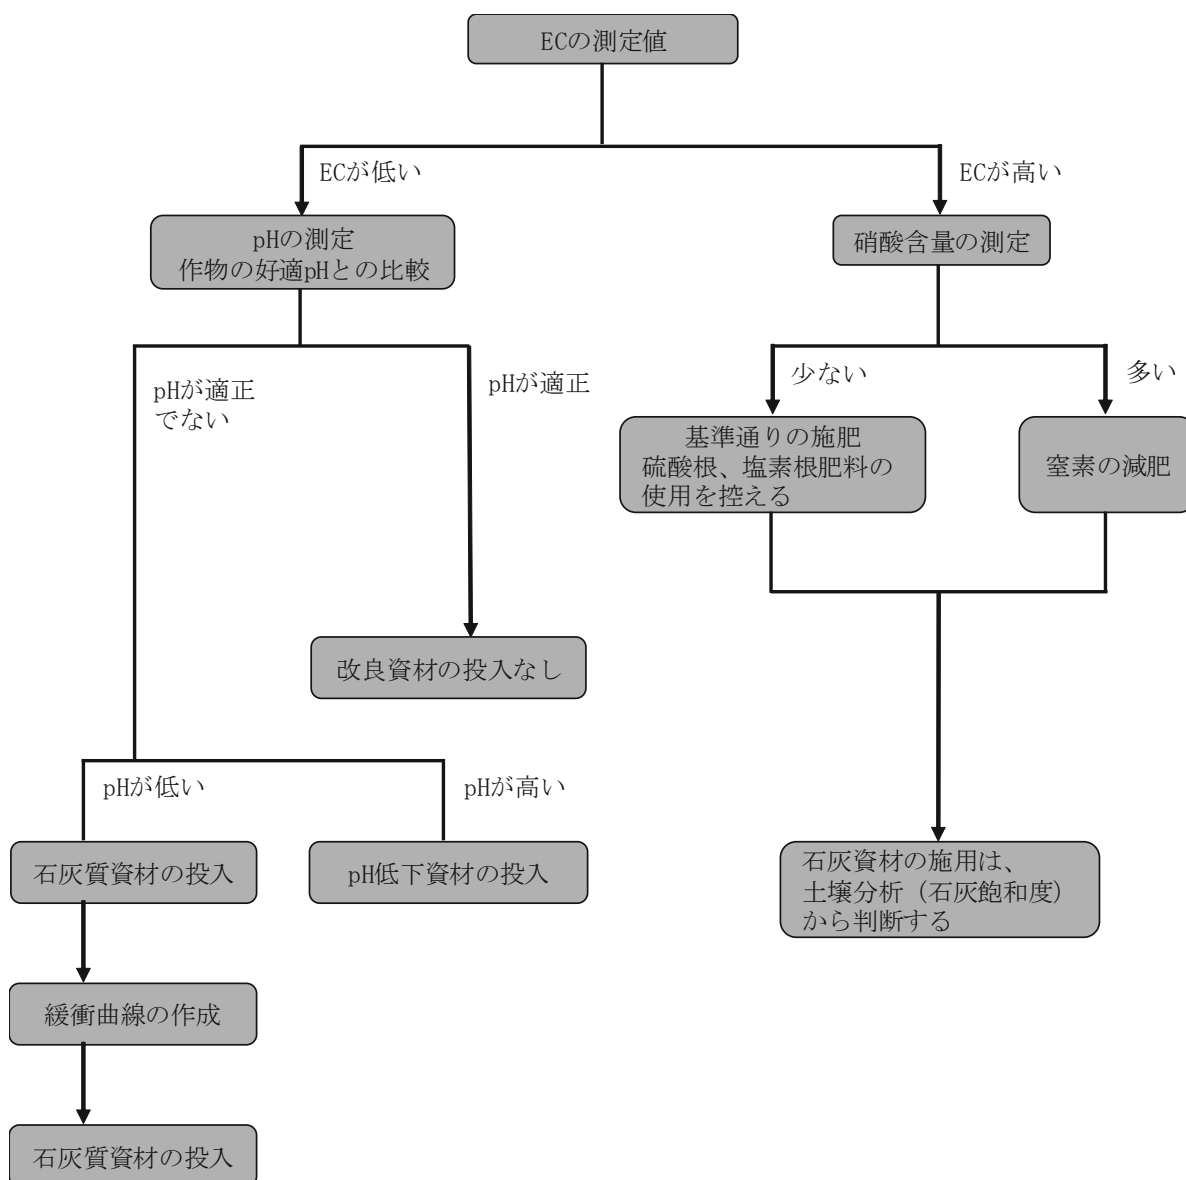 ECの測定値
ECが低い
ECが高い
pHの測定
作物の好適pHとの比較
硝酸含量の測定
pHが適正
でない
pHが適正
少ない
多い
基準通りの施肥
硫酸根、塩素根肥料の
使用を控える
窒素の減肥
改良資材の投入なし
pHが低い
pHが高い
石灰質資材の投入
pH低下資材の投入
石灰資材の施用は、
土壌分析（石灰飽和度）
から判断する
緩衝曲線の作成
石灰質資材の投入